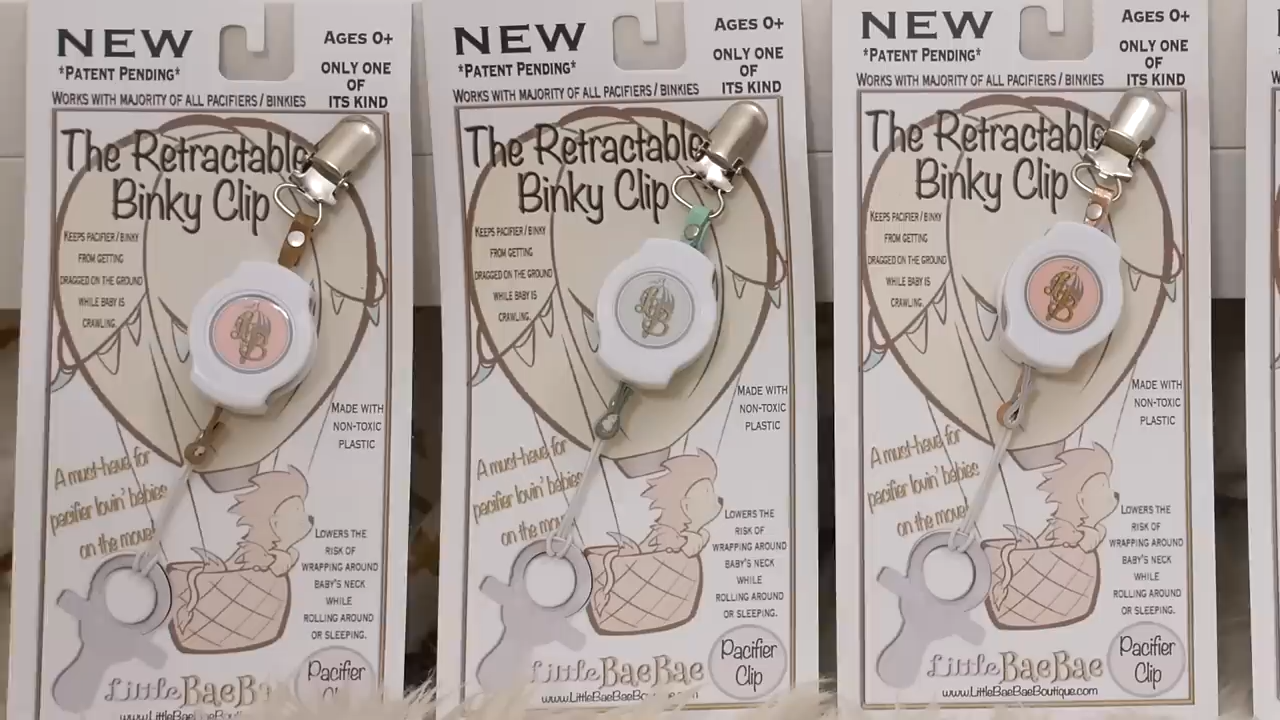 NEW
*PATENT PENDING*
AGES 0+
ONLY ONE
OF
ITS KIND
WORKS WITH MAJORITY OF ALL PACIFIERS / BINKIES
The Retractable
Binky Clip
KEEPS PACIFIER / BINKY
FROM GETTING
DRAGGED ON THE GROUND
WHILE BABY IS
CRAWLING.
MADE WITH
NON-TOXIC
PLASTIC
A must-have for
pacifier lovin' babies
on the move!
LOWERS THE
RISK OF
WRAPPING AROUND
BABY'S NECK
WHILE
ROLLING AROUND
OR SLEEPING.
Pacifier
LittleBaeBa
NEW
*PATENT PENDING*
AGES 0+
ONLY ONE
OF
ITS KIND
WORKS WITH MAJORITY OF ALL PACIFIERS / BINKIES
The Retractable
Binky Clip
KEEPS PACIFIER / BINKY
FROM GETTING
DRAGGED ON THE GROUND
WHILE BABY IS
CRAWLING.
MADE WITH
NON-TOXIC
PLASTIC
A must-have for
pacifier lovin' babies
on the mov
LOWERS THE
RISK OF
WRAPPING AROUND
BABY'S NECK
WHILE
ROLLING AROUND
OR SLEEPING.
Pacifier
Clip
LittleBaeBae
www.LittleBaeBaeBoutique.com
NEW
*PATENT PENDING*
AGES 0+
ONLY ONE
OF
ITS KIND
WORKS WITH MAJORITY OF ALL PACIFIERS / BINKIES
The Retractable
Binky Clip
KEEPS PACIFIER / BINKY
FROM GETTING
DRAGGED ON THE GROUND
WHILE BABY IS
CRAWLING.
MADE WITH
NON-TOXIC
PLASTIC
A must-have for
pacifier lovin' babies
on the mov
LOWERS THE
RISK OF
WRAPPING AROUND
BABY'S NECK
WHILE
ROLLING AROUND
OR SLEEPING.
Pacifier
Clip
LittleBaeBae
www.LittleBaeBaeBoutique.com